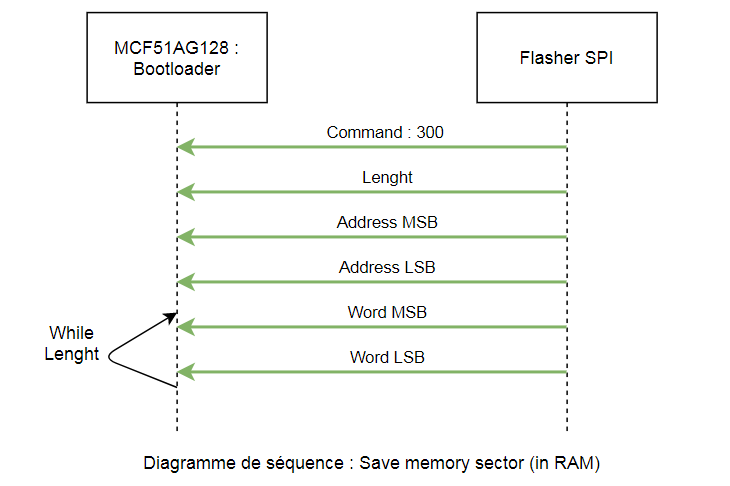 MCF51AG128 :
Bootloader
Flasher SPI
Command : 300
Lenght
Address MSB
Address LSB
Word MSB
While
Lenght
Word LSB
Diagramme de séquence : Save memory sector (in RAM)